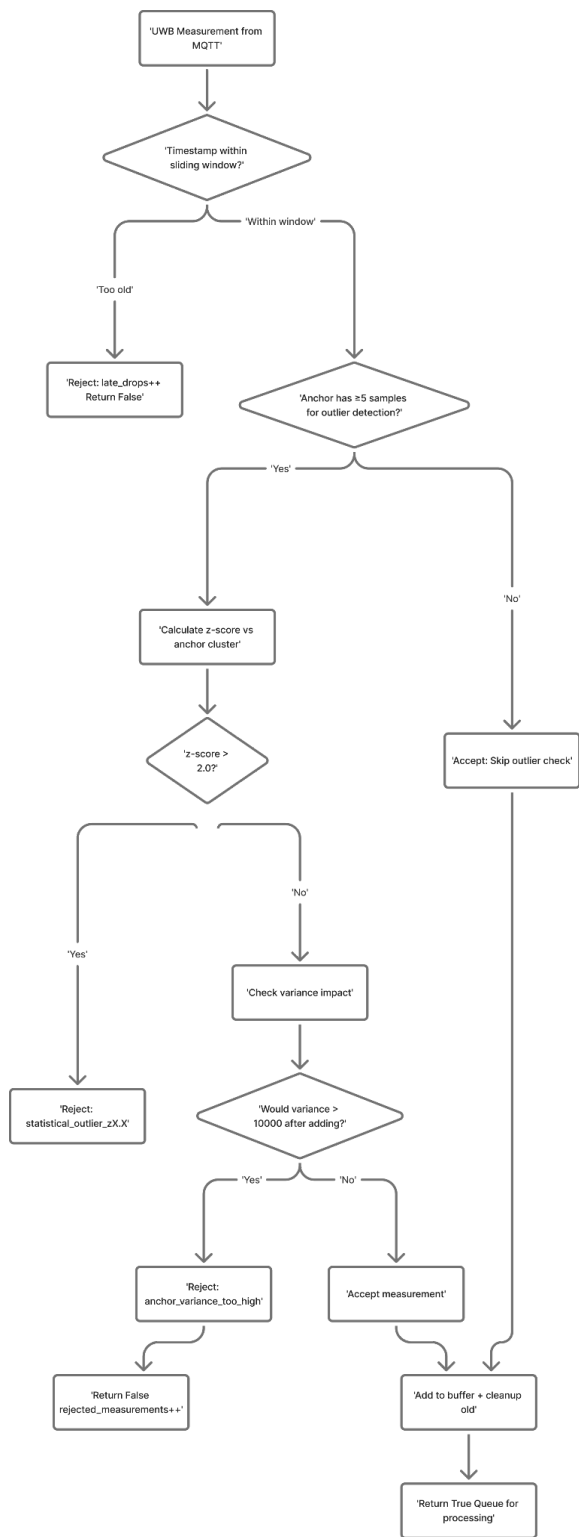 'UWB Measurement from
MQTT'
'Timestamp within
sliding window?'
'Within window'
'Too old'
'Reject: late_drops++
Return False'
'Anchor has ≥5 samples
for outlier detection?'
'Yes'
'No'
'Calculate z-score vs
anchor cluster'
'z-score >
2.0?'
'Accept: Skip outlier check'
'No'
'Yes'
'Check variance impact'
'Reject:
statistical_outlier_zX.X'
'Would variance >
10000 after adding?'
'Yes'
'No'
'Reject:
anchor_variance_too_high'
'Accept measurement'
'Return False
rejected_measurements++'
'Add to buffer + cleanup
old'
'Return True Queue for
processing'